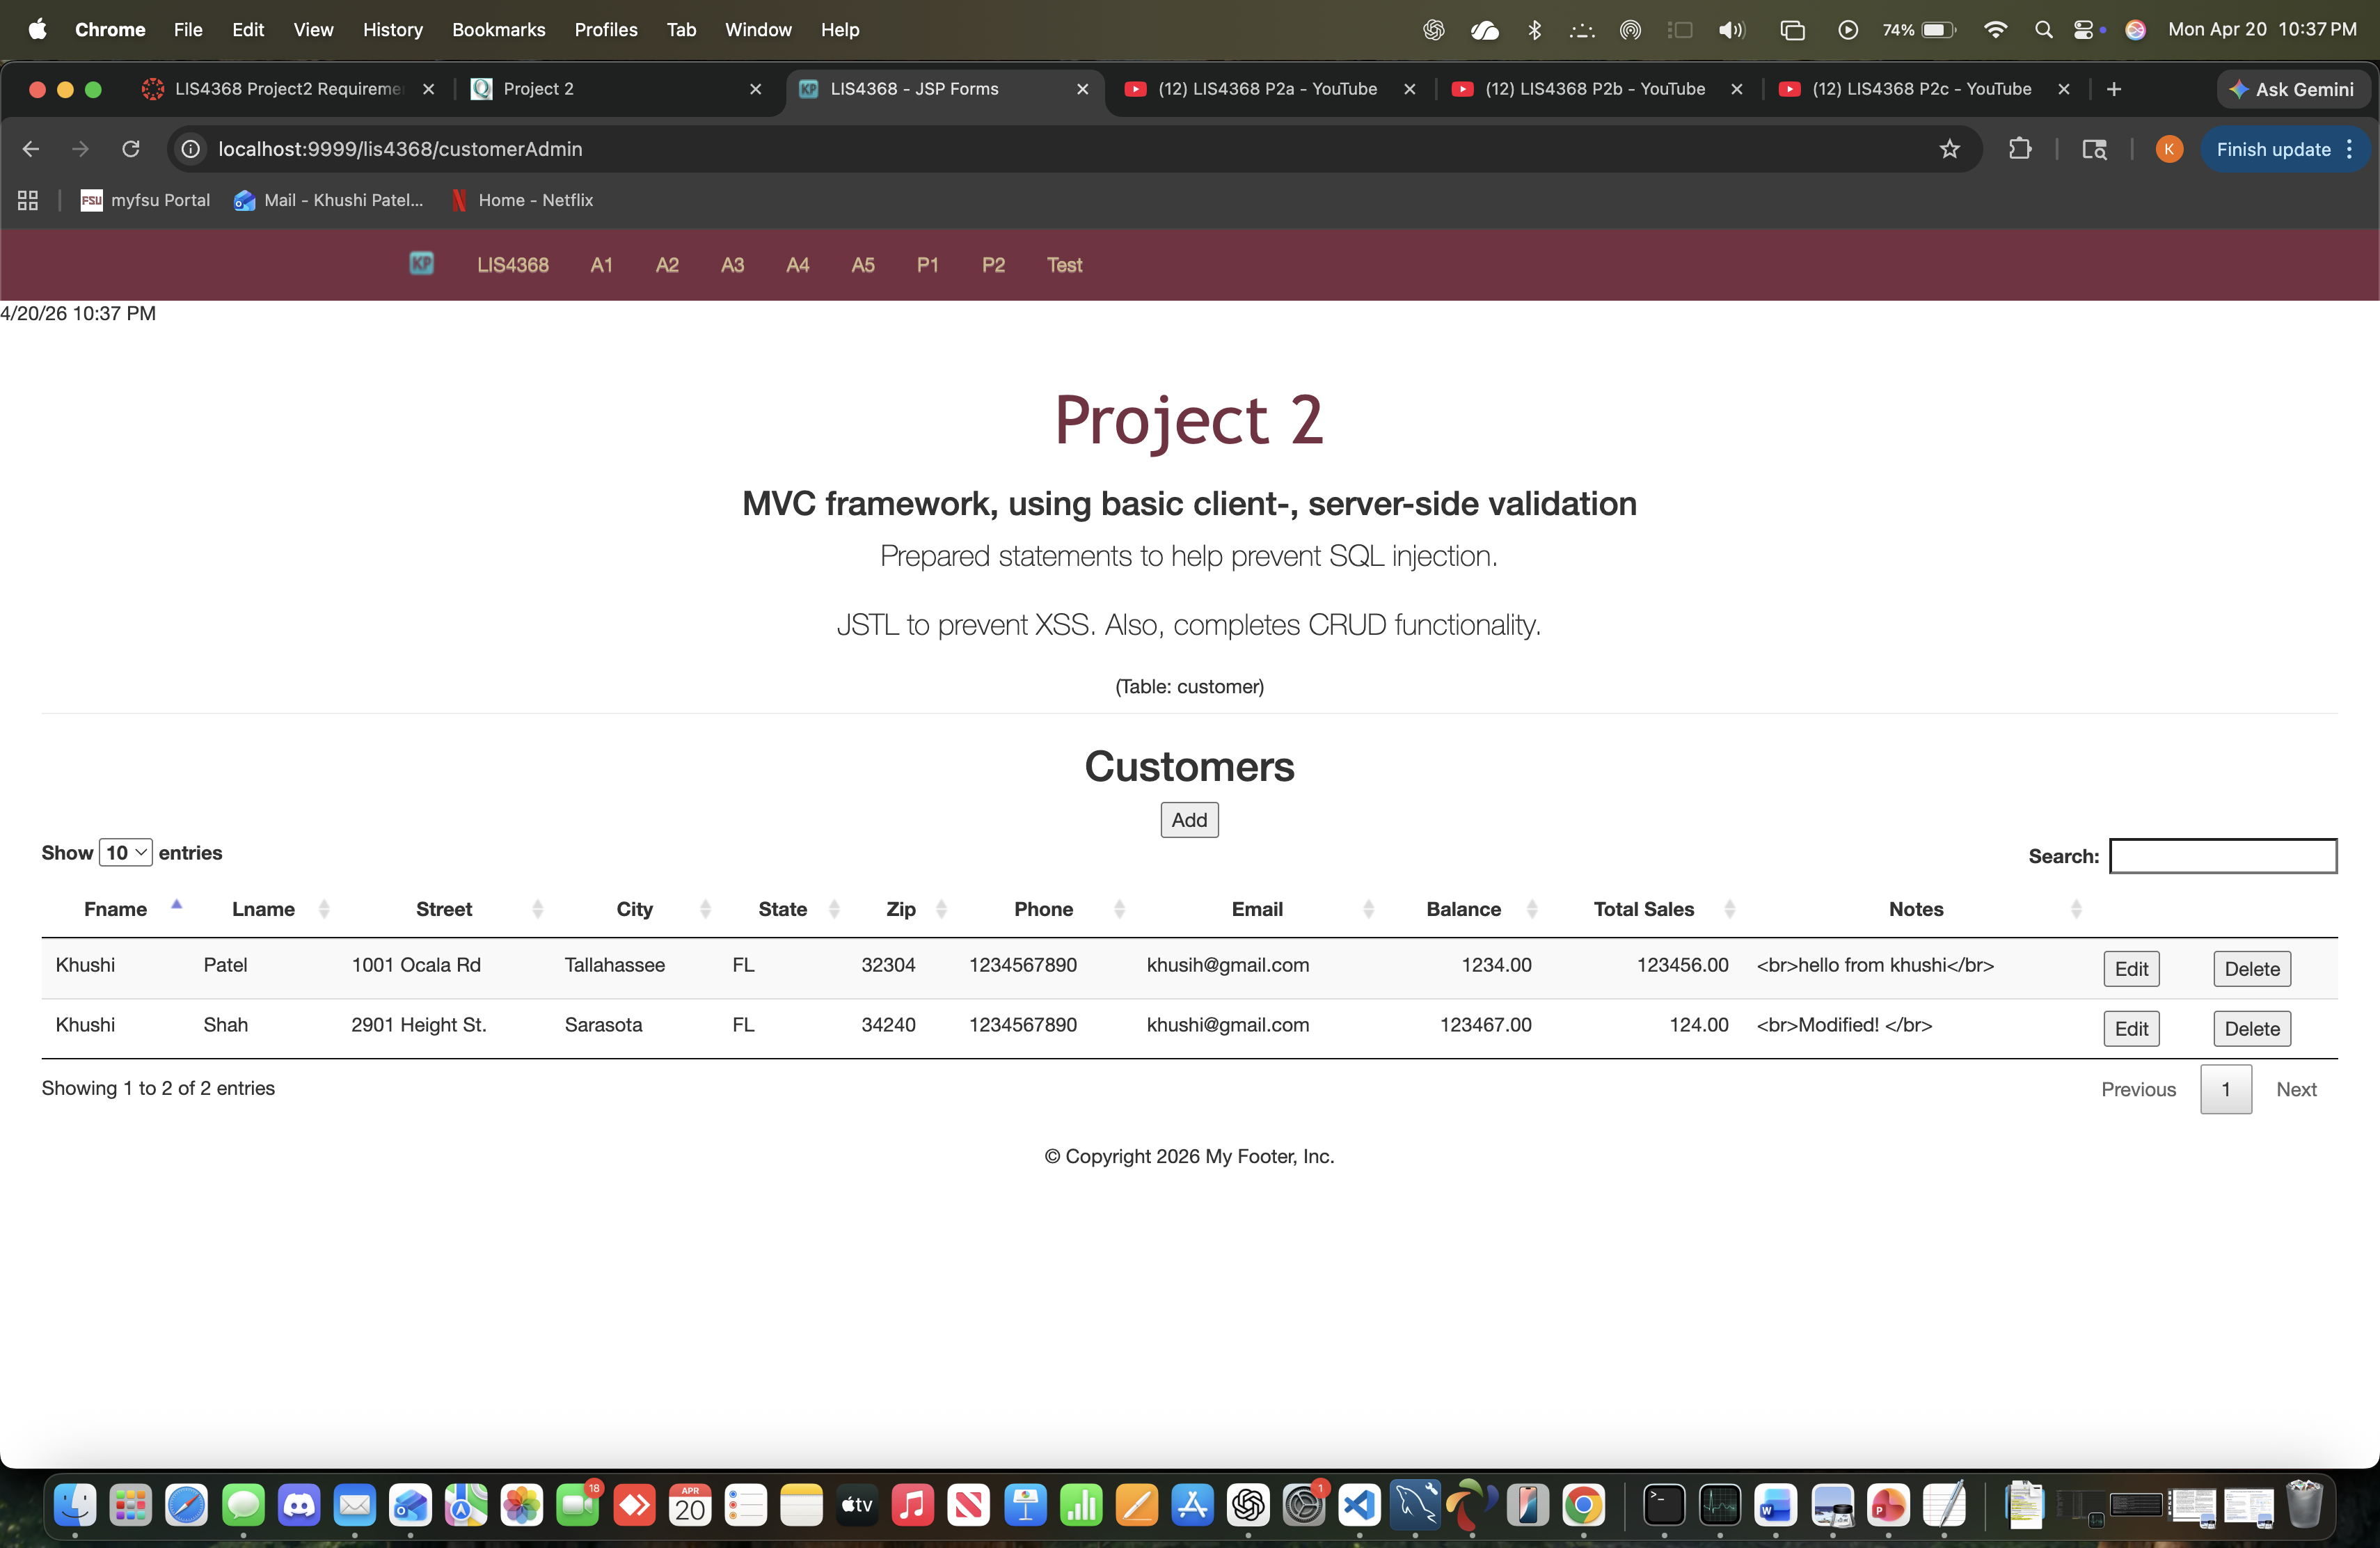 Chrome File Edit View History Bookmarks Profiles Tab Window Help 74% Mon Apr 20 10:37 PM
LIS4368 Project2 Requireme Project 2 LIS4368 - JSP Forms (12) LIS4368 P2a - YouTube (12) LIS4368 P2b - YouTube (12) LIS4368 P2c - YouTube Ask Gemini
localhost:9999/lis4368/customerAdmin K Finish update
FSU myfsu Portal Mail - Khushi Patel... Home - Netflix
KP LIS4368 A1 A2 A3 A4 A5 P1 P2 Test
4/20/26 10:37 PM
Project 2
MVC framework, using basic client-, server-side validation
Prepared statements to help prevent SQL injection.
JSTL to prevent XSS. Also, completes CRUD functionality.
(Table: customer)
Customers
Add
Show 10 entries Search:
Fname Lname Street City State Zip Phone Email Balance Total Sales Notes
Khushi Patel 1001 Ocala Rd Tallahassee FL 32304 1234567890 khusih@gmail.com 1234.00 123456.00 <br>hello from khushi</br> Edit Delete
Khushi Shah 2901 Height St. Sarasota FL 34240 1234567890 khushi@gmail.com 123467.00 124.00 <br>Modified! </br> Edit Delete
Showing 1 to 2 of 2 entries Previous 1 Next
© Copyright 2026 My Footer, Inc.
18 APR 20 tv 1